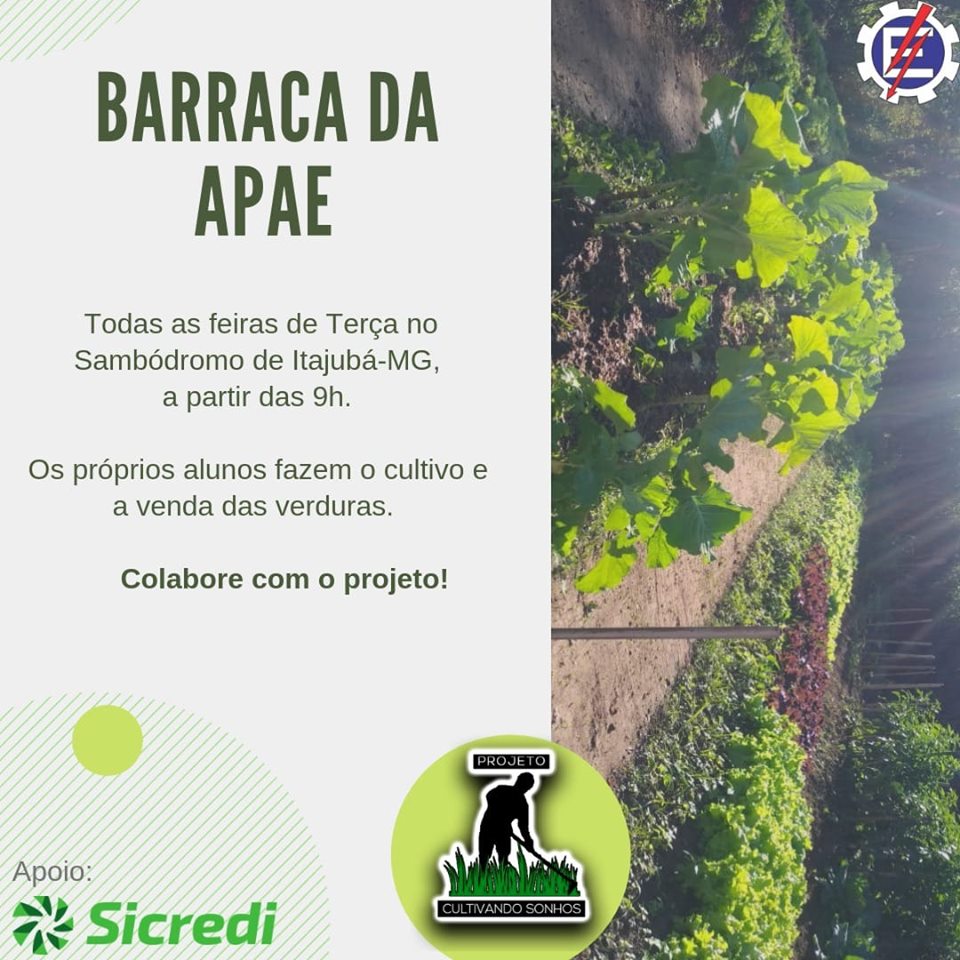 BARRACA DA
APAE
Todas as feiras de Terça no
Sambódromo de Itajubá-MG,
a partir das 9h.
Os próprios alunos fazem o cultivo e
a venda das verduras.
Colabore com o projeto!
PROJETO
CULTIVANDO SONHOS
Apoio:
Sicredi